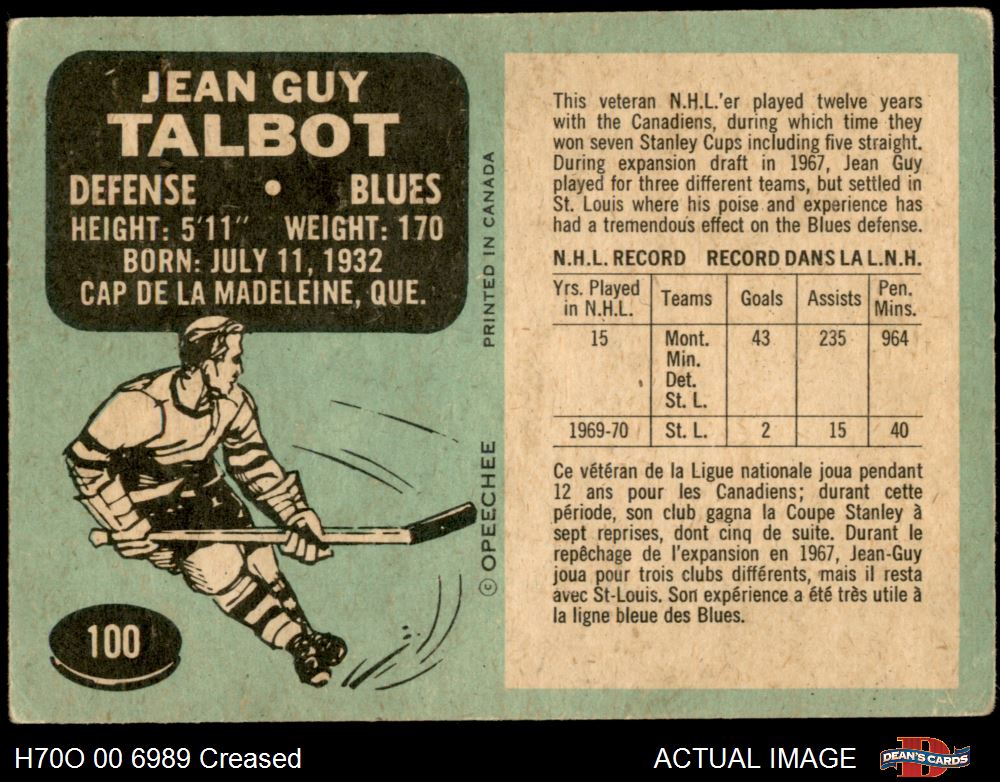 JEAN GUY
TALBOT
DEFENSE • BLUES
HEIGHT: 5'11" WEIGHT: 170
BORN: JULY 11, 1932
CAP DE LA MADELEINE, QUE.
100
© OPEECHEE PRINTED IN CANADA
This veteran N.H.L.'er played twelve years
with the Canadiens, during which time they
won seven Stanley Cups including five straight.
During expansion draft in 1967, Jean Guy
played for three different teams, but settled in
St. Louis where his poise and experience has
had a tremendous effect on the Blues defense.
N.H.L. RECORD RECORD DANS LA L.N.H.
Yrs. Played in N.H.L. Teams Goals Assists Pen. Mins.
15 Mont. 43 235 964
Min.
Det.
St. L.
1969-70 St. L. 2 15 40
Ce vétéran de la Ligue nationale joua pendant
12 ans pour les Canadiens; durant cette
période, son club gagna la Coupe Stanley à
sept reprises, dont cinq de suite. Durant le
repêchage de l'expansion en 1967, Jean-Guy
joua pour trois clubs différents, mais il resta
avec St-Louis. Son expérience a été très utile à
la ligne bleue des Blues.
H70O 00 6989 Creased
ACTUAL IMAGE
DEAN'S CARDS